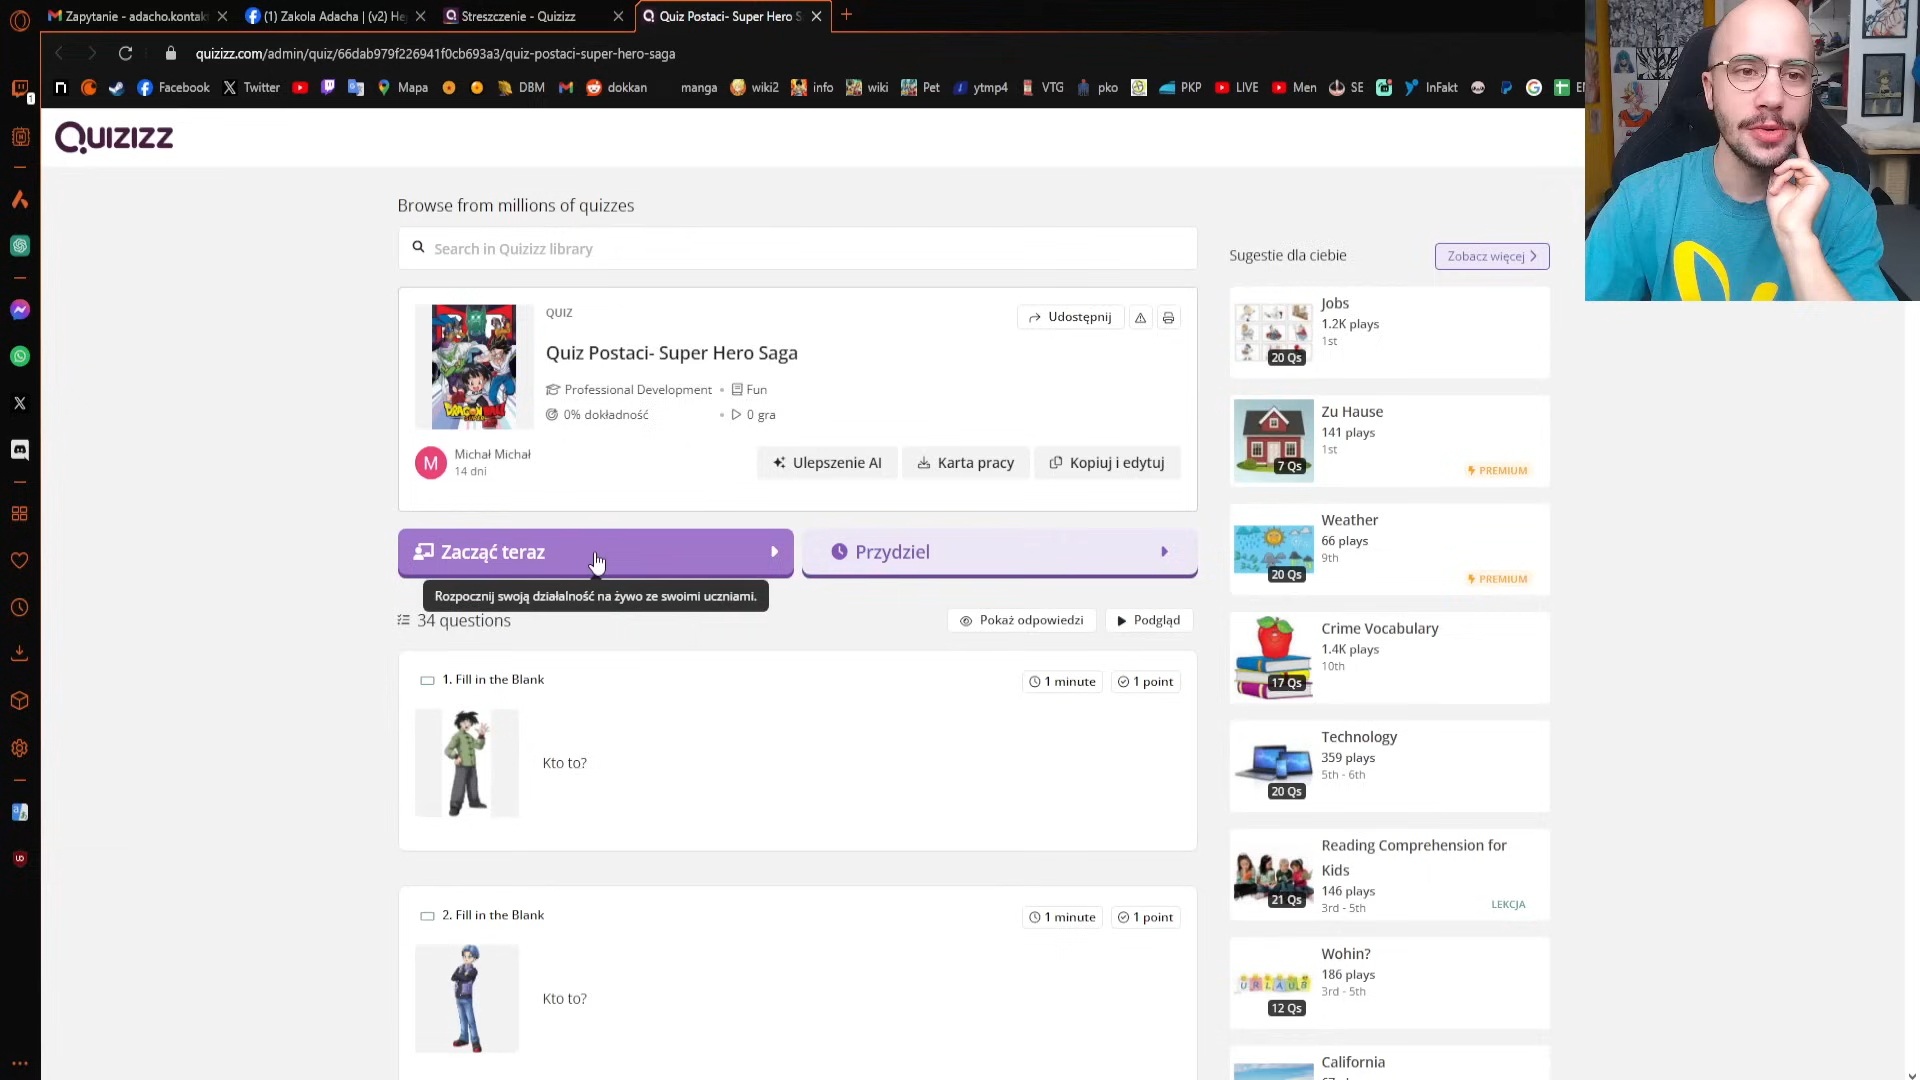 Zapytanie - adacho.kontak
(1) Zakola Adacha | (v2) He
Streszczenie - Quizizz
Quiz Postaci- Super Hero S
quizizz.com/admin/quiz/66dab979f226941f0cb693a3/quiz-postaci-super-hero-saga
Facebook
Twitter
Mapa
DBM
dokkan
manga
wiki2
info
wiki
Pet
ytmp4
VTG
pko
PKP
LIVE
Men
SE
InFakt
1
QUIZIZZ
Browse from millions of quizzes
Search in Quizizz library
QUIZ
Udostępnij
Quiz Postaci- Super Hero Saga
Professional Development
Fun
0% dokładność
0 gra
M
Michał Michał
14 dni
Ulepszenie AI
Karta pracy
Kopiuj i edytuj
Zacząć teraz
Przydziel
Rozpocznij swoją działalność na żywo ze swoimi uczniami.
34 questions
Pokaż odpowiedzi
Podgląd
1. Fill in the Blank
1 minute
1 point
Kto to?
2. Fill in the Blank
1 minute
1 point
Kto to?
Sugestie dla ciebie
Zobacz więcej
Jobs
1.2K plays
1st
20 Qs
Zu Hause
141 plays
1st
7 Qs
PREMIUM
Weather
66 plays
9th
20 Qs
PREMIUM
Crime Vocabulary
1.4K plays
10th
17 Qs
Technology
359 plays
5th - 6th
20 Qs
Reading Comprehension for
Kids
146 plays
3rd - 5th
21 Qs
LEKCJA
Wohin?
186 plays
3rd - 5th
URLAUB
12 Qs
California